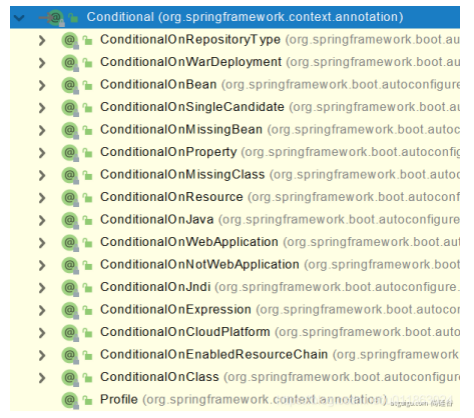 Conditional (org.springframework.context.annotation)
ConditionalOnRepositoryType (org.springframework.boot.au
ConditionalOnWarDeployment (org.springframework.boot.au
ConditionalOnBean (org.springframework.boot.autoconfigure
ConditionalOnSingleCandidate (org.springframework.boot.au
ConditionalOnMissingBean (org.springframework.boot.autoc
ConditionalOnProperty (org.springframework.boot.autoconfig
ConditionalOnMissingClass (org.springframework.boot.autoc
ConditionalOnResource (org.springframework.boot.autoconf
ConditionalOnJava (org.springframework.boot.autoconfigure
ConditionalOnWebApplication (org.springframework.boot.aut
ConditionalOnNotWebApplication (org.springframework.boot
ConditionalOnJndi (org.springframework.boot.autoconfigure.
ConditionalOnExpression (org.springframework.boot.autocor
ConditionalOnCloudPlatform (org.springframework.boot.auto
ConditionalOnEnabledResourceChain (org.springframework
ConditionalOnClass (org.springframework.boot.autoconfigu
Profile (org.springframework.context.annotation)